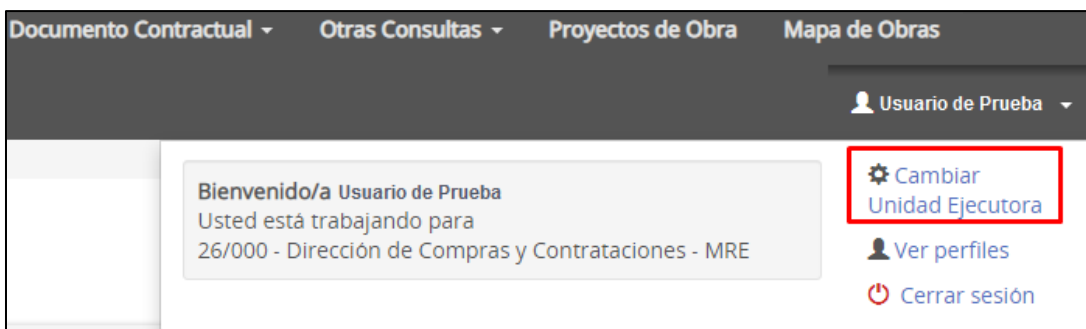 Documento Contractual Otras Consultas Proyectos de Obra Mapa de Obras
Usuario de Prueba
Bienvenido/a Usuario de Prueba
Usted está trabajando para
26/000 - Dirección de Compras y Contrataciones - MRE
Cambiar
Unidad Ejecutora
Ver perfiles
Cerrar sesión